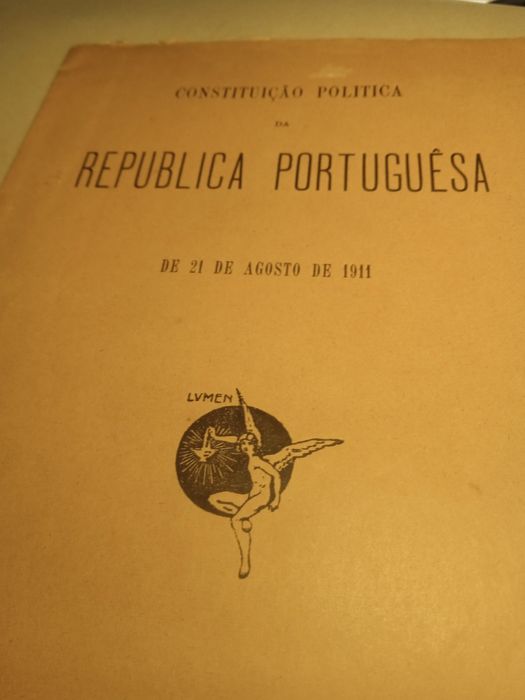 CONSTITUIÇÃO POLITICA
DA
REPUBLICA PORTUGUÊSA
DE 21 DE AGOSTO DE 1911
LVMEN